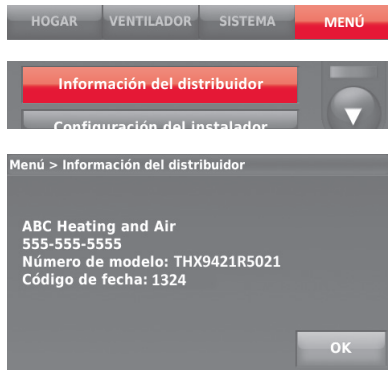 HOGAR VENTILADOR SISTEMA MENÚ
Información del distribuidor
Configuración del instalador
Menú > Información del distribuidor
ABC Heating and Air
555-555-5555
Número de modelo: THX9421R5021
Código de fecha: 1324
OK